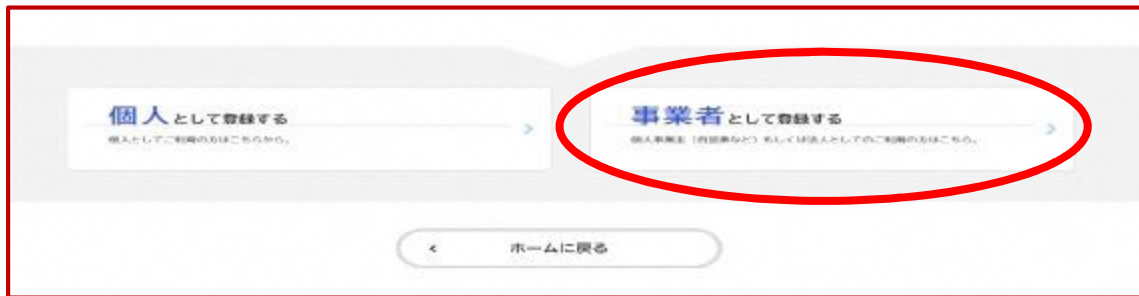 個人として登録する
個人としてご利用の方はこちらから。
事業者として登録する
個人事業主（自営業など）もしくは法人としてのご利用の方はこちら。
ホームに戻る